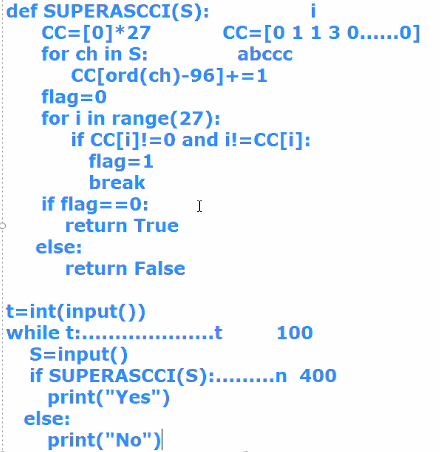 def SUPERASCCI(S): i
CC=[0]*27 CC=[0 1 1 3 0......0]
for ch in S: abccc
CC[ord(ch)-96]+=1
flag=0
for i in range(27):
if CC[i]!=0 and i!=CC[i]:
flag=1
break
if flag==0:
return True
else:
return False
t=int(input())
while t:....................t 100
S=input()
if SUPERASCCI(S):.........n 400
print("Yes")
else:
print("No")